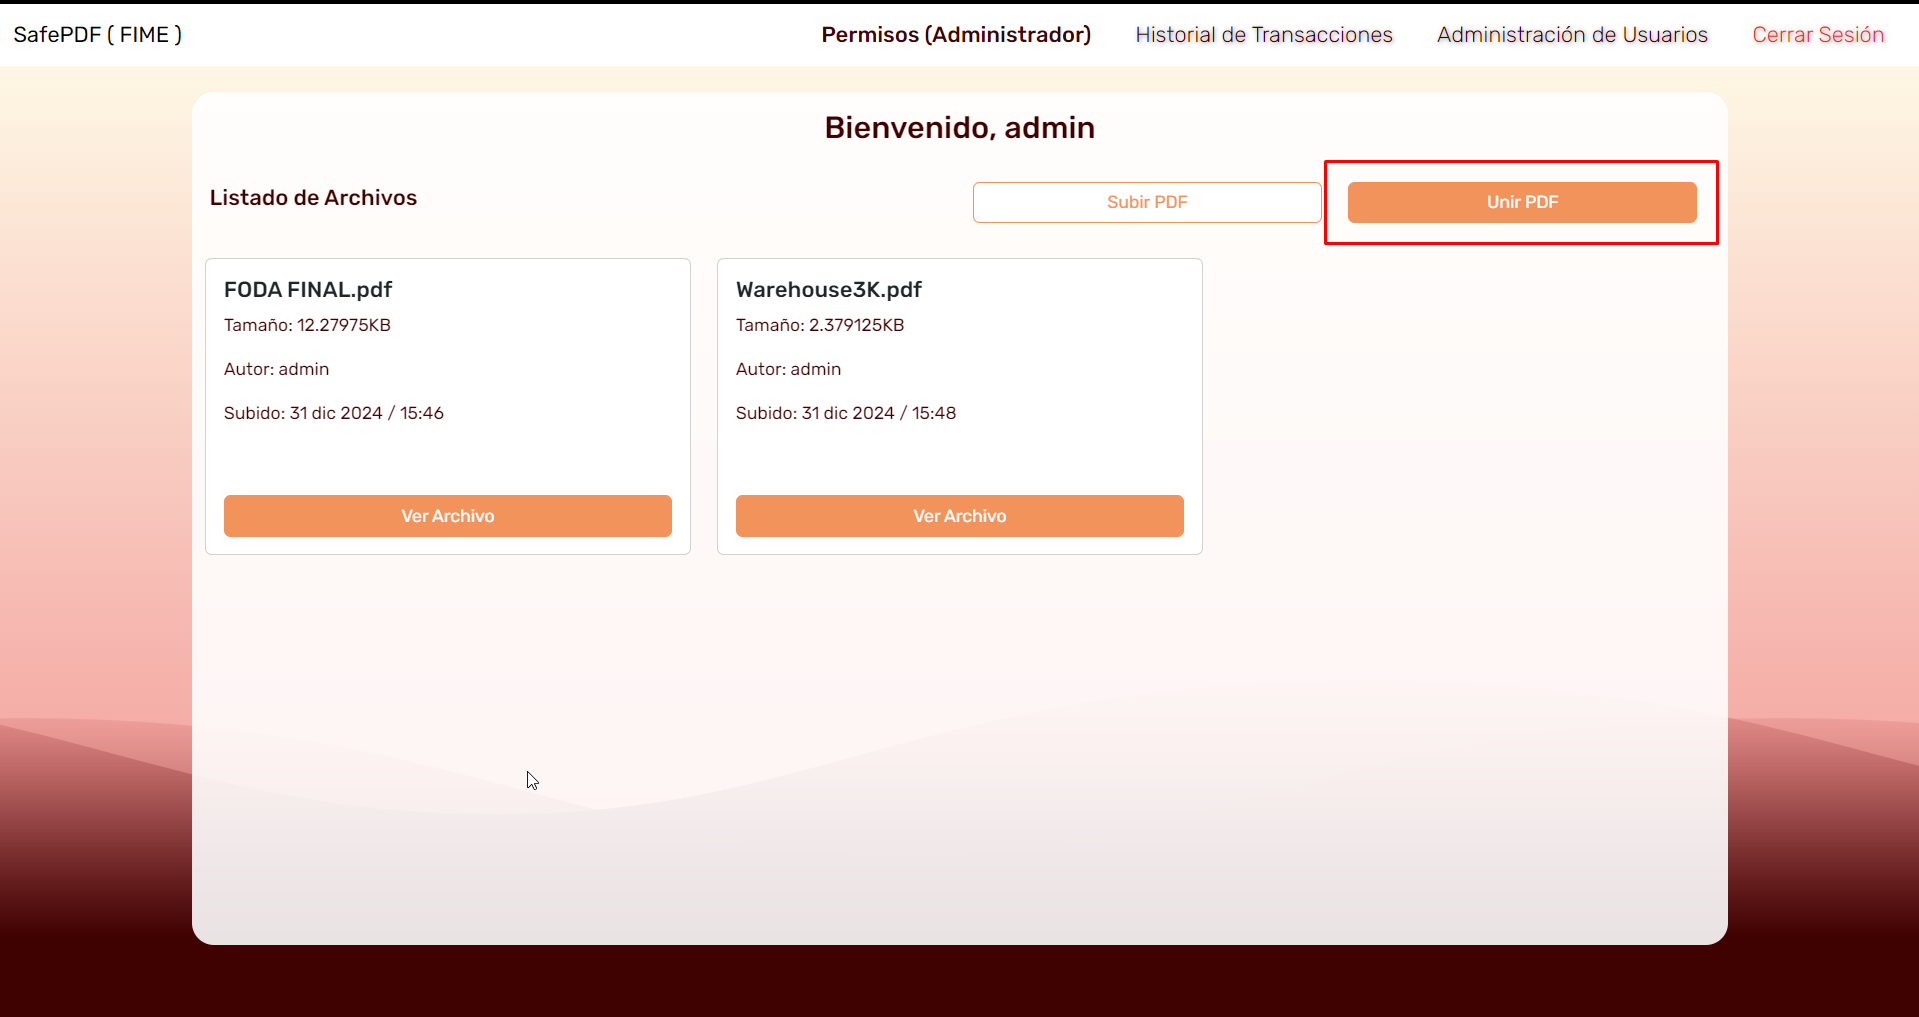 SafePDF ( FIME )
Permisos (Administrador)
Historial de Transacciones
Administración de Usuarios
Cerrar Sesión
Bienvenido, admin
Listado de Archivos
Subir PDF
Unir PDF
FODA FINAL.pdf
Tamaño: 12.27975KB
Autor: admin
Subido: 31 dic 2024 / 15:46
Ver Archivo
Warehouse3K.pdf
Tamaño: 2.379125KB
Autor: admin
Subido: 31 dic 2024 / 15:48
Ver Archivo